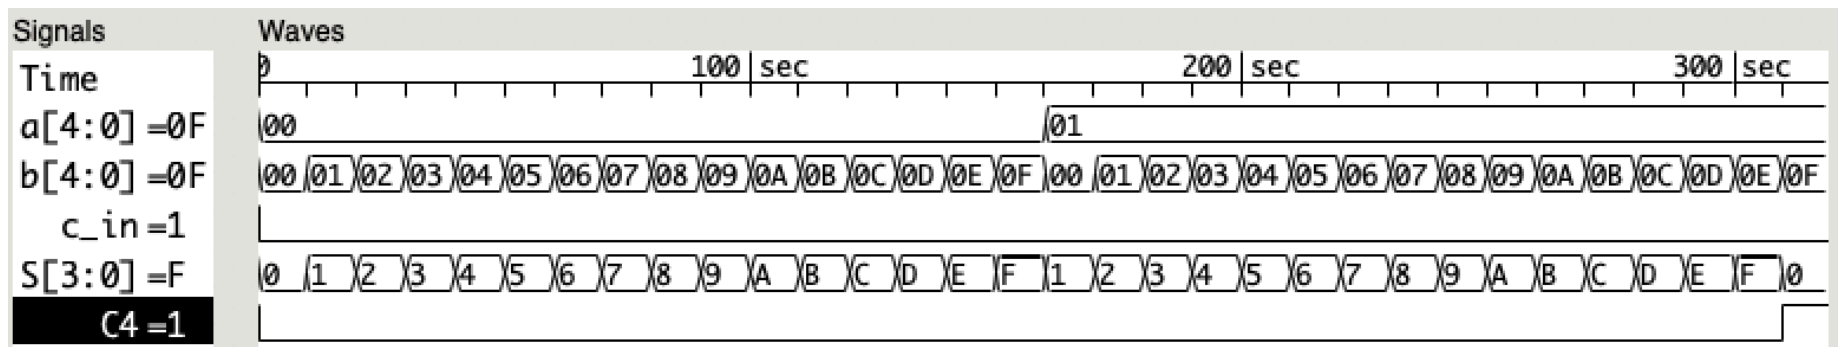 Signals Waves
Time 0 100 sec 200 sec 300 sec
a[4:0] =0F 00 01
b[4:0] =0F 00 01 02 03 04 05 06 07 08 09 0A 0B 0C 0D 0E 0F 00 01 02 03 04 05 06 07 08 09 0A 0B 0C 0D 0E 0F
c_in =1
S[3:0] =F 0 1 2 3 4 5 6 7 8 9 A B C D E F 1 2 3 4 5 6 7 8 9 A B C D E F 0
C4 =1